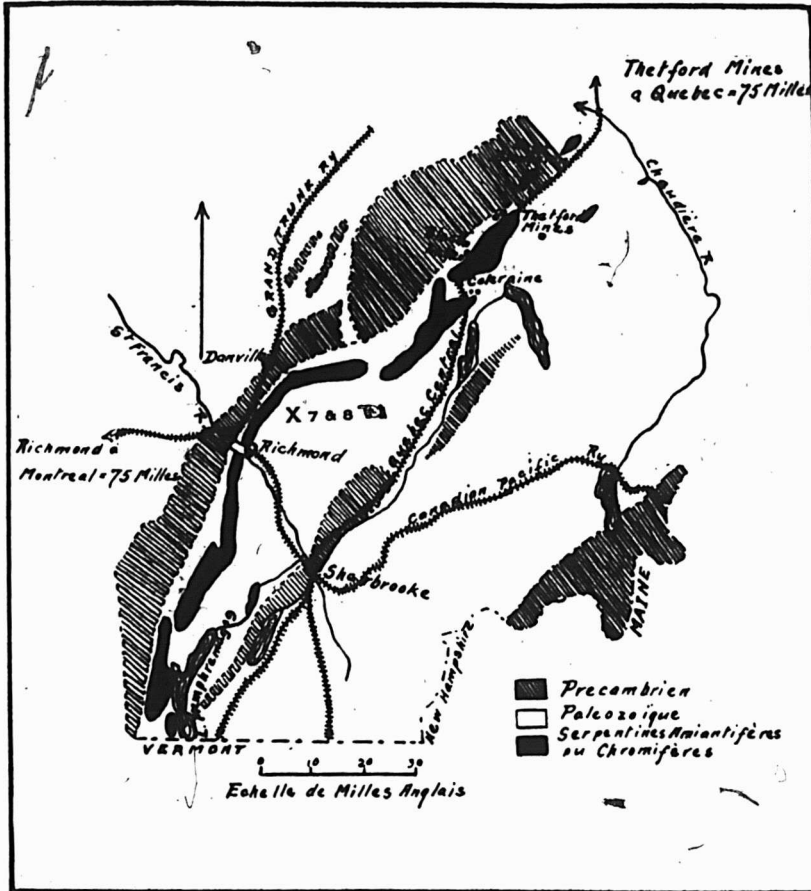 Thetford Mines
a Quebec = 75 Milles
Chaudière R
GRAND TRUNK RY
Thetford
Mines
Coleraine
St Francis
R
Danville
X 7 & 8
Quebec Central
Richmond a
Montreal = 75 Milles
Richmond
Canadian Pacific
Ry
Sherbrooke
MAINE
New Hampshire
VERMONT
Precambrien
Paleozoïque
Serpentines Amiantifères
ou Chromifères
0 10 20 30
Echelle de Milles Anglais